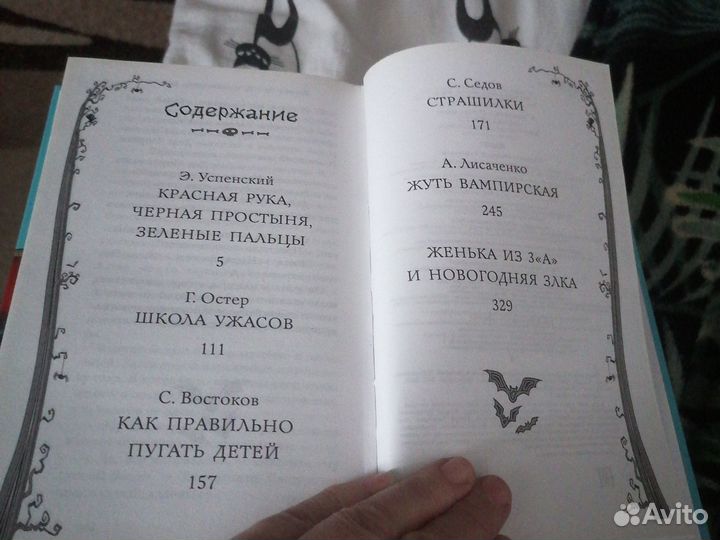 Содержание
Э. Успенский
КРАСНАЯ РУКА,
ЧЕРНАЯ ПРОСТЫНЯ,
ЗЕЛЕНЫЕ ПАЛЬЦЫ
5
Г. Остер
ШКОЛА УЖАСОВ
111
С. Востоков
КАК ПРАВИЛЬНО
ПУГАТЬ ДЕТЕЙ
157
С. Седов
СТРАШИЛКИ
171
А. Лисаченко
ЖУТЬ ВАМПИРСКАЯ
245
ЖЕНЬКА ИЗ 3«А»
И НОВОГОДНЯЯ ЗЛКА
329
Avito